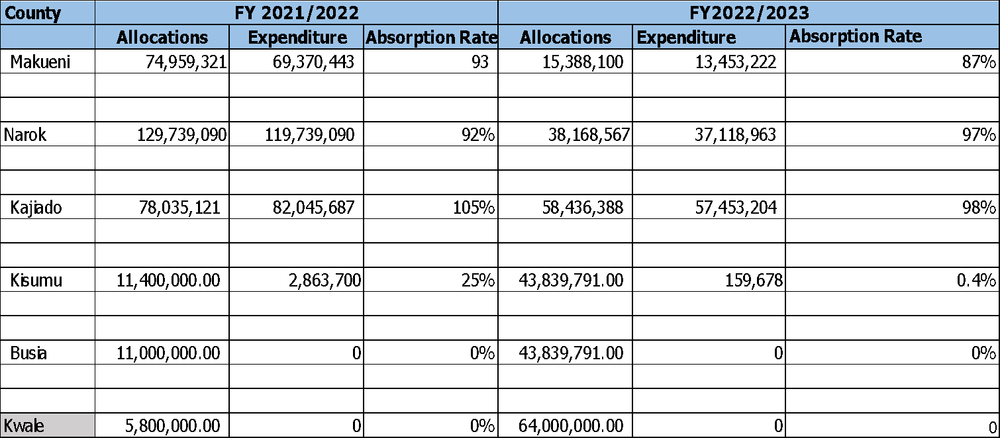 County FY 2021/2022 FY2022/2023
Allocations Expenditure Absorption Rate Allocations Expenditure Absorption Rate
Makueni 74,959,321 69,370,443 93 15,388,100 13,453,222 87%
Narok 129,739,090 119,739,090 92% 38,168,567 37,118,963 97%
Kajiado 78,035,121 82,045,687 105% 58,436,388 57,453,204 98%
Kisumu 11,400,000.00 2,863,700 25% 43,839,791.00 159,678 0.4%
Busia 11,000,000.00 0 0% 43,839,791.00 0 0%
Kwale 5,800,000.00 0 0% 64,000,000.00 0 0